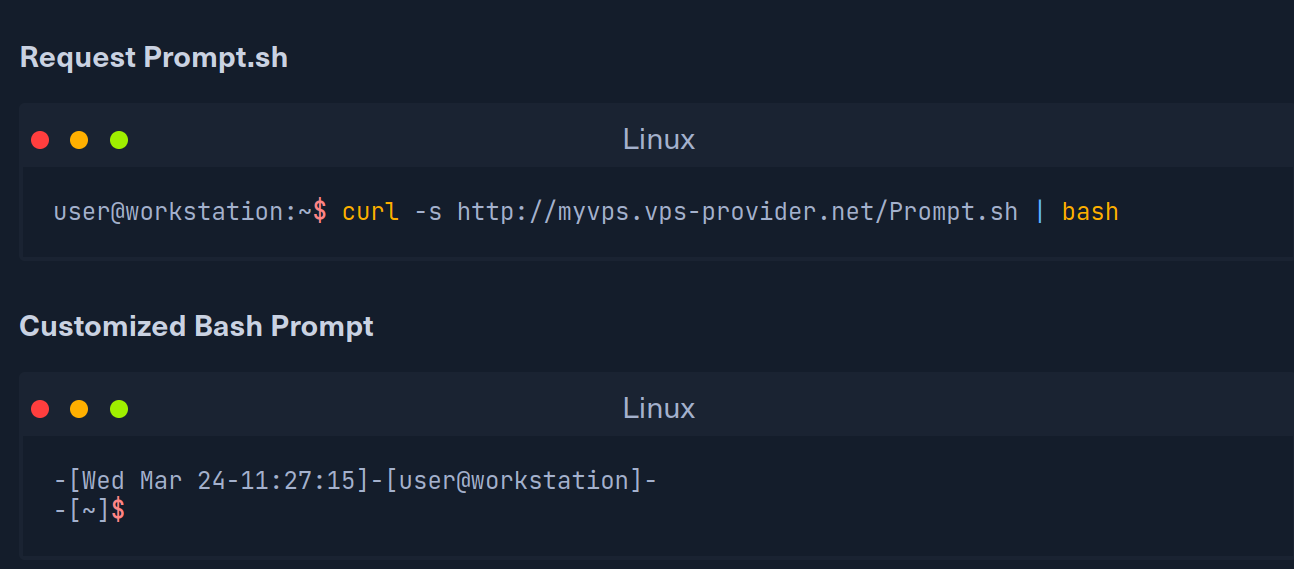 Request Prompt.sh
Linux
user@workstation:~$ curl -s http://myvps.vps-provider.net/Prompt.sh | bash
Customized Bash Prompt
Linux
-[Wed Mar 24-11:27:15]-[user@workstation]-
-[~]$